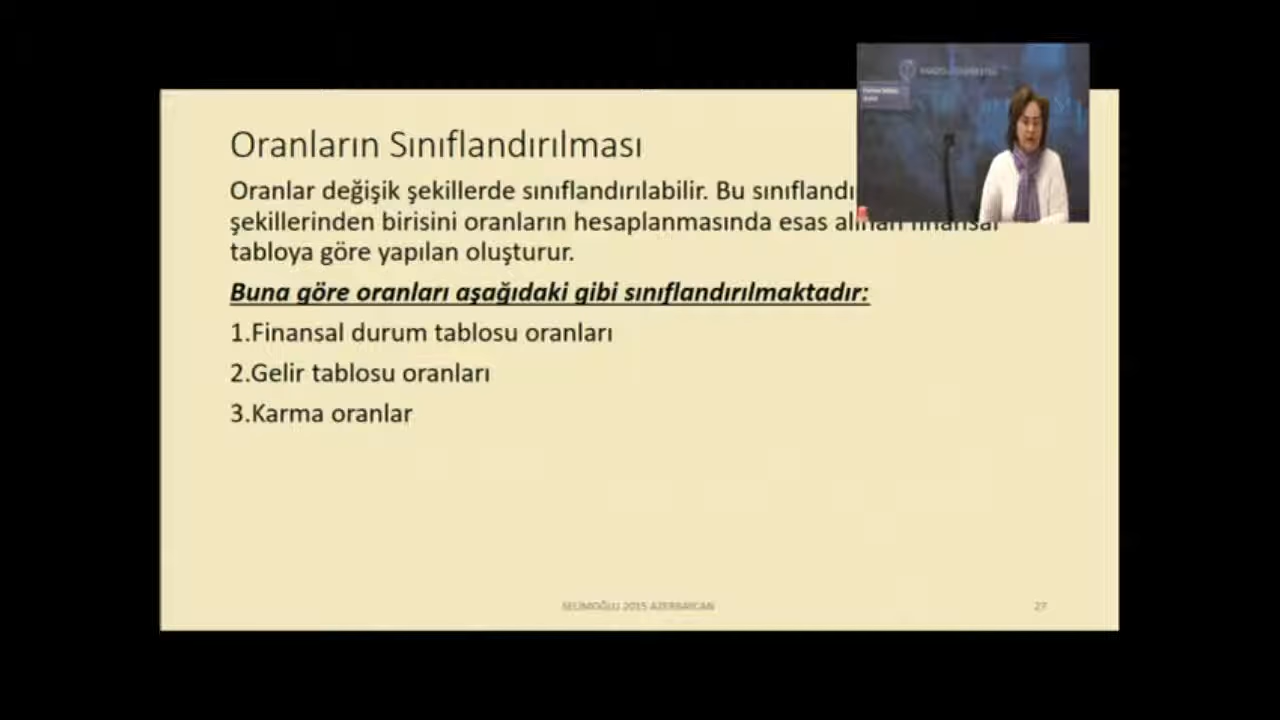 Oranların Sınıflandırılması
Oranlar değişik şekillerde sınıflandırılabilir. Bu
şekillerinden birisini oranların hesaplanmasında esas alınan finansal
tabloya göre yapılan oluşturur.
Buna göre oranları aşağıdaki gibi sınıflandırılmaktadır:
1.Finansal durum tablosu oranları
2.Gelir tablosu oranları
3.Karma oranlar
SELİMOĞLU 2015 AZERBAYCAN
27